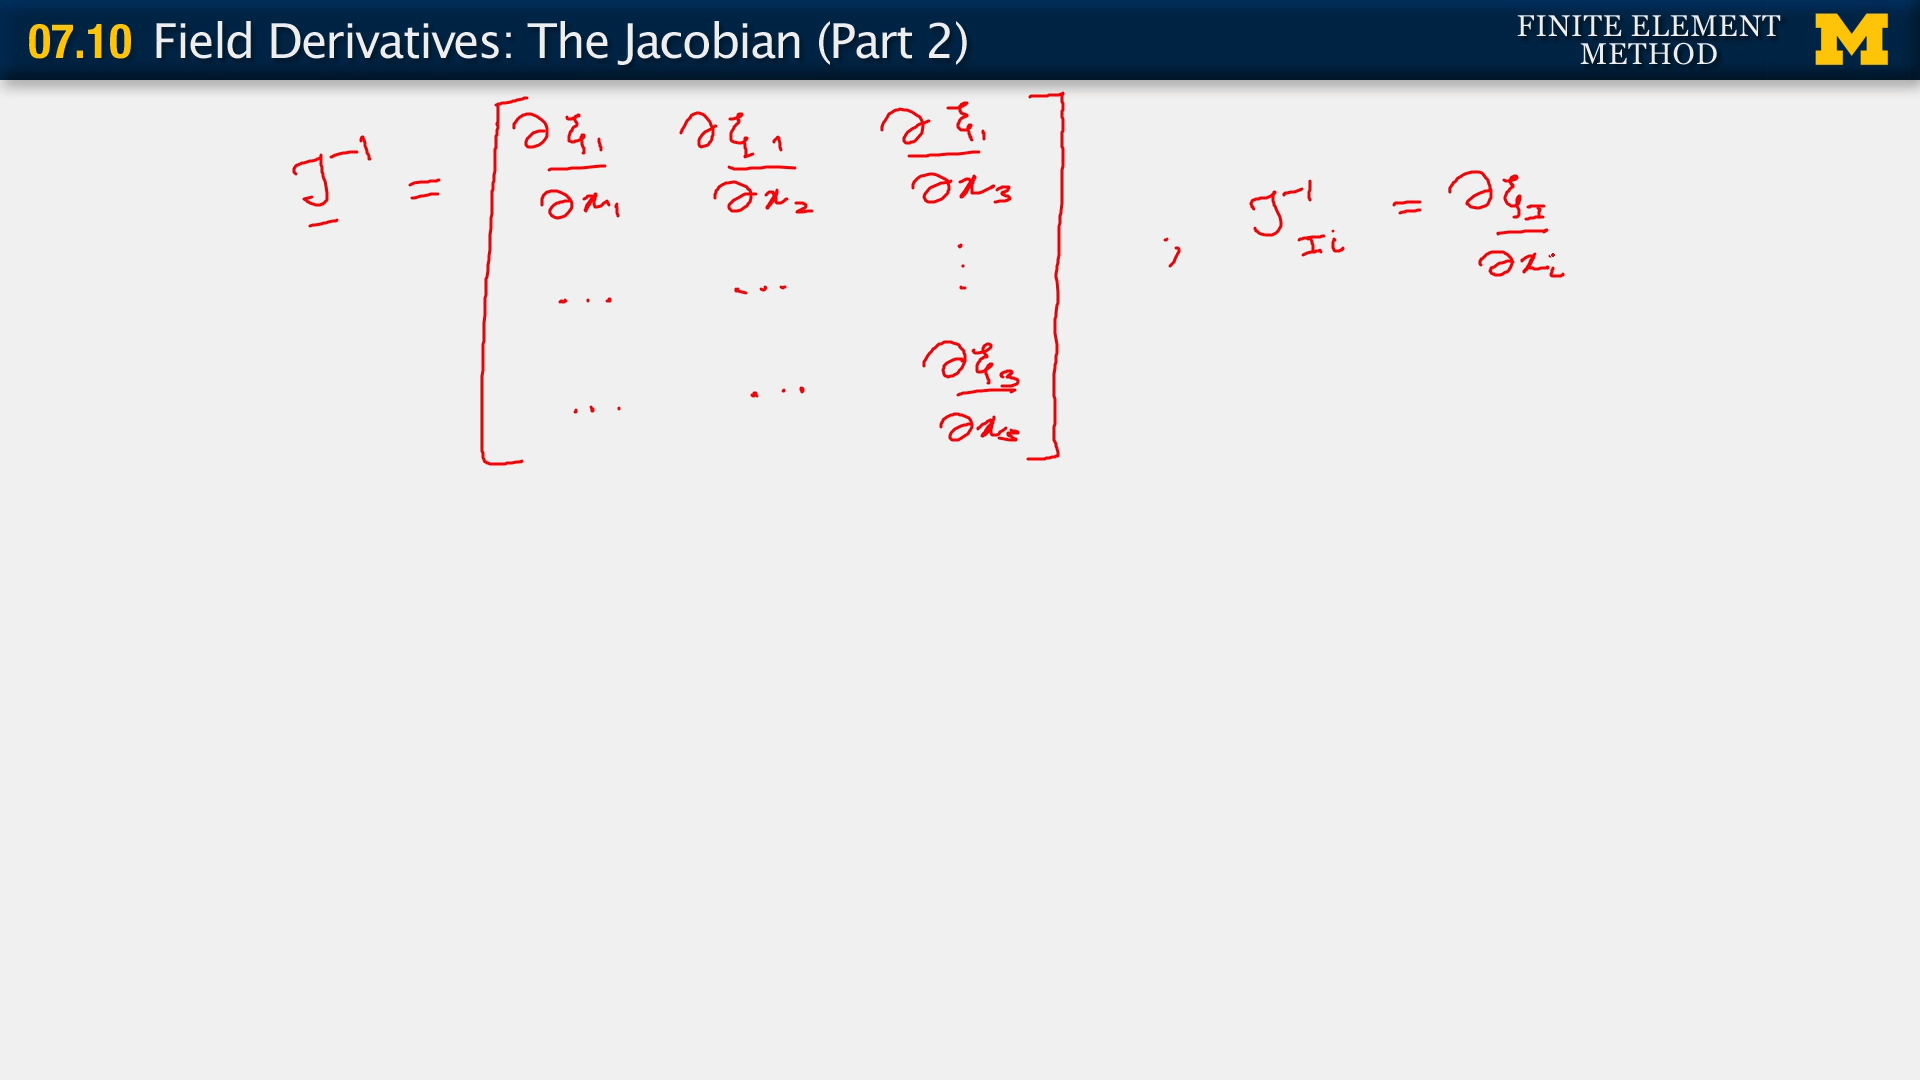 07.10 Field Derivatives: The Jacobian (Part 2)
FINITE ELEMENT
METHOD
M
J⁻¹ = [ ∂ξ₁/∂x₁ ∂ξ₁/∂x₂ ∂ξ₁/∂x₃
... ... ⋮
... ... ∂ξ₃/∂x₃ ] ; J⁻¹_Ii = ∂ξ_I/∂x_i